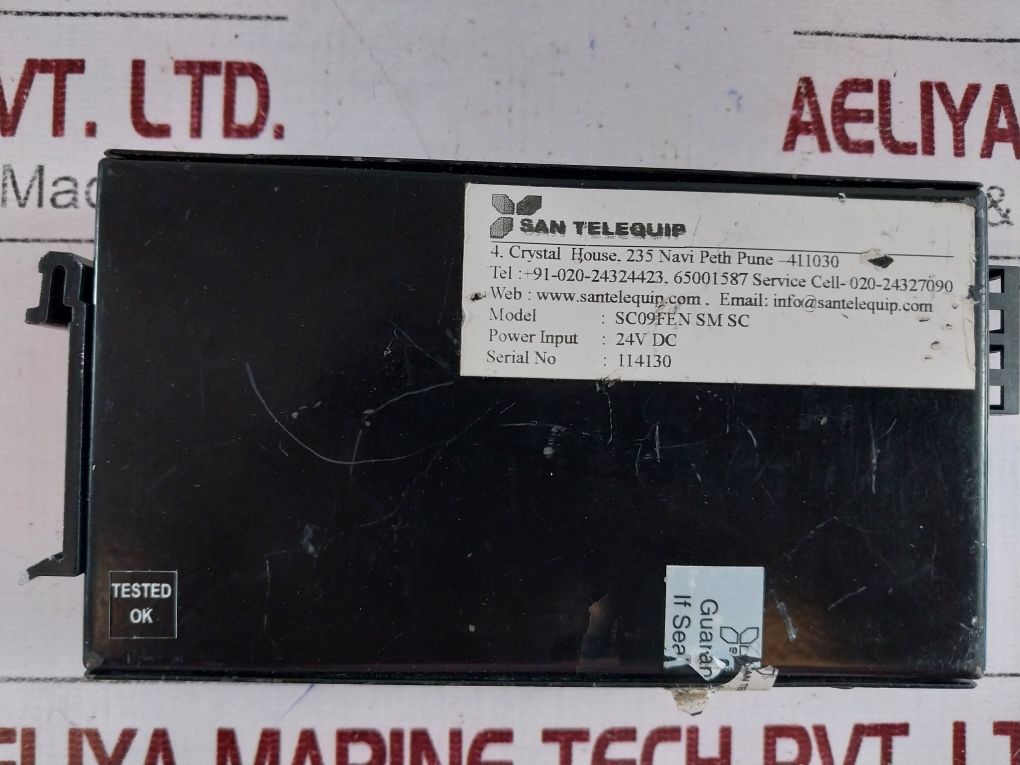 VT. LTD.
AELIYA
Mac
&
SAN TELEQUIP
4, Crystal House, 235 Navi Peth Pune -411030
Tel :+91-020-24324423, 65001587 Service Cell- 020-24327090
Web : www.santelequip.com , Email: info@santelequip.com
Model : SC09FEN SM SC
Power Input : 24V DC
Serial No : 114130
TESTED
OK
Guaran
If Sea
AELIYA MARINE TECH PVT. LT